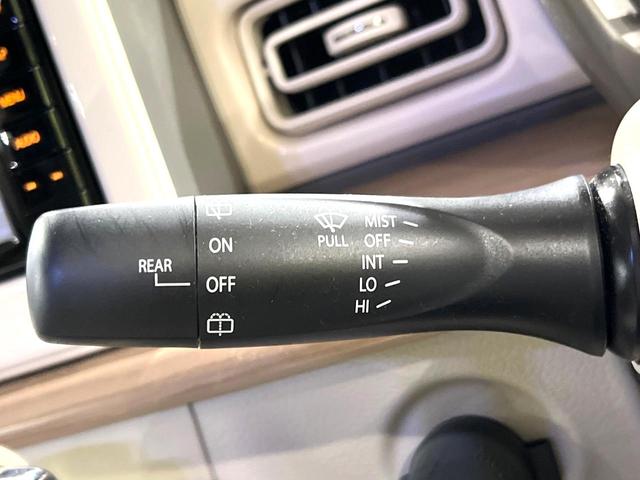 REAR
ON
OFF
PULL
MIST
OFF
INT
LO
HI